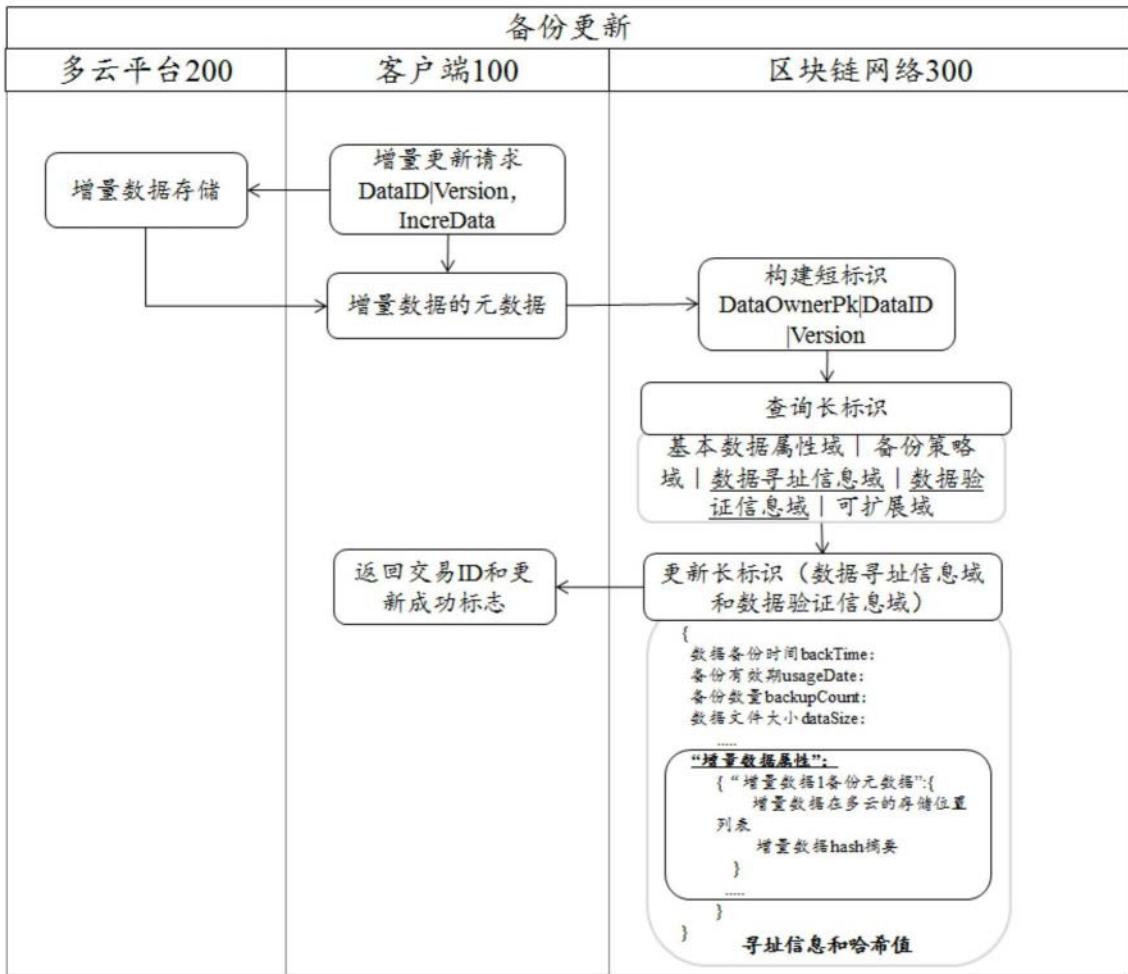 备份更新
多云平台200
客户端100
区块链网络300
增量数据存储
增量更新请求
DataID|Version，
IncreData
增量数据的元数据
构建短标识
DataOwnerPk|DataID
|Version
查询长标识
基本数据属性域 | 备份策略
域 | 数据寻址信息域 | 数据验
证信息域 | 可扩展域
返回交易ID和更
新成功标志
更新长标识（数据寻址信息域
和数据验证信息域）
{
数据备份时间backTime：
备份有效期usageDate：
备份数量backupCount：
数据文件大小dataSize：
.....
“增量数据属性”：
{ “增量数据1备份元数据”:{
增量数据在多云的存储位置
列表
增量数据hash摘要
}
.....
}
}
寻址信息和哈希值